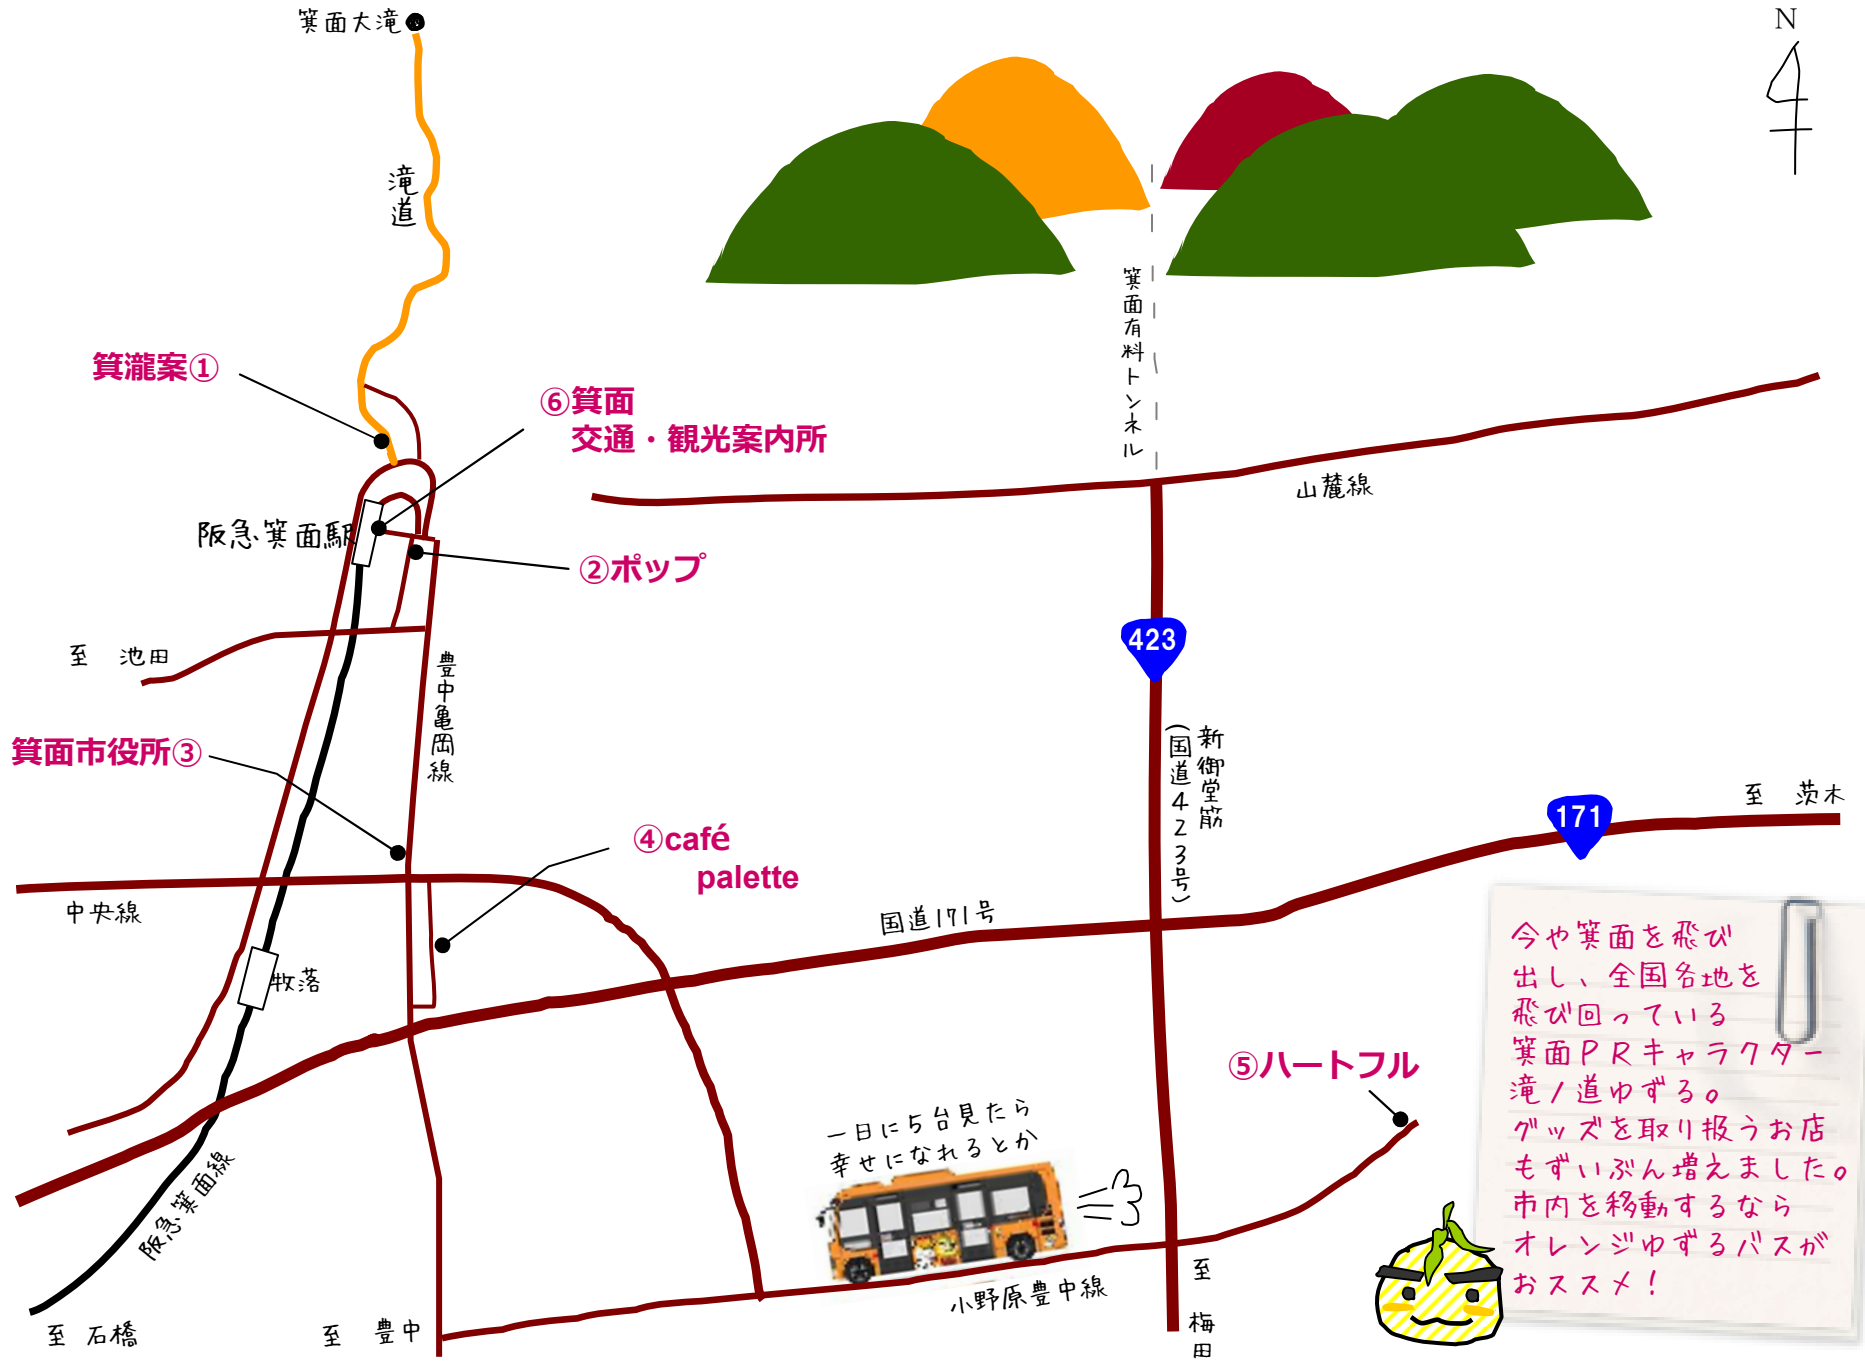 箕面大滝
N
滝道
箕面有料トンネル
箕瀧案①
⑥箕面
交通・観光案内所
山麓線
阪急箕面駅
②ポップ
423
至 池田
豊中亀岡線
箕面市役所③
新御堂筋
(国道423号)
至 茨木
171
④café
palette
中央線
国道171号
牧落
今や箕面を飛び
出し、全国各地を
飛び回っている
箕面PRキャラクター
滝ノ道ゆずる。
グッズを取り扱うお店
もずいぶん増えました。
市内を移動するなら
オレンジゆずるバスが
おススメ!
⑤ハートフル
一日に5台見たら
幸せになれるとか
阪急箕面線
小野原豊中線
至 石橋
至 豊中
至 梅田